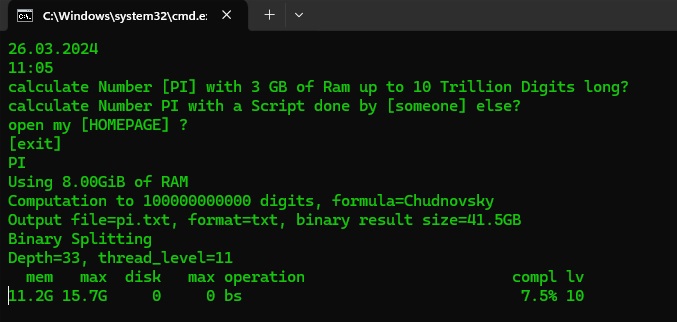 C:\Windows\system32\cmd.e
26.03.2024
11:05
calculate Number [PI] with 3 GB of Ram up to 10 Trillion Digits long?
calculate Number PI with a Script done by [someone] else?
open my [HOMEPAGE] ?
[exit]
PI
Using 8.00GiB of RAM
Computation to 100000000000 digits, formula=Chudnovsky
Output file=pi.txt, format=txt, binary result size=41.5GB
Binary Splitting
Depth=33, thread_level=11
mem max disk max operation compl lv
11.2G 15.7G 0 0 bs 7.5% 10